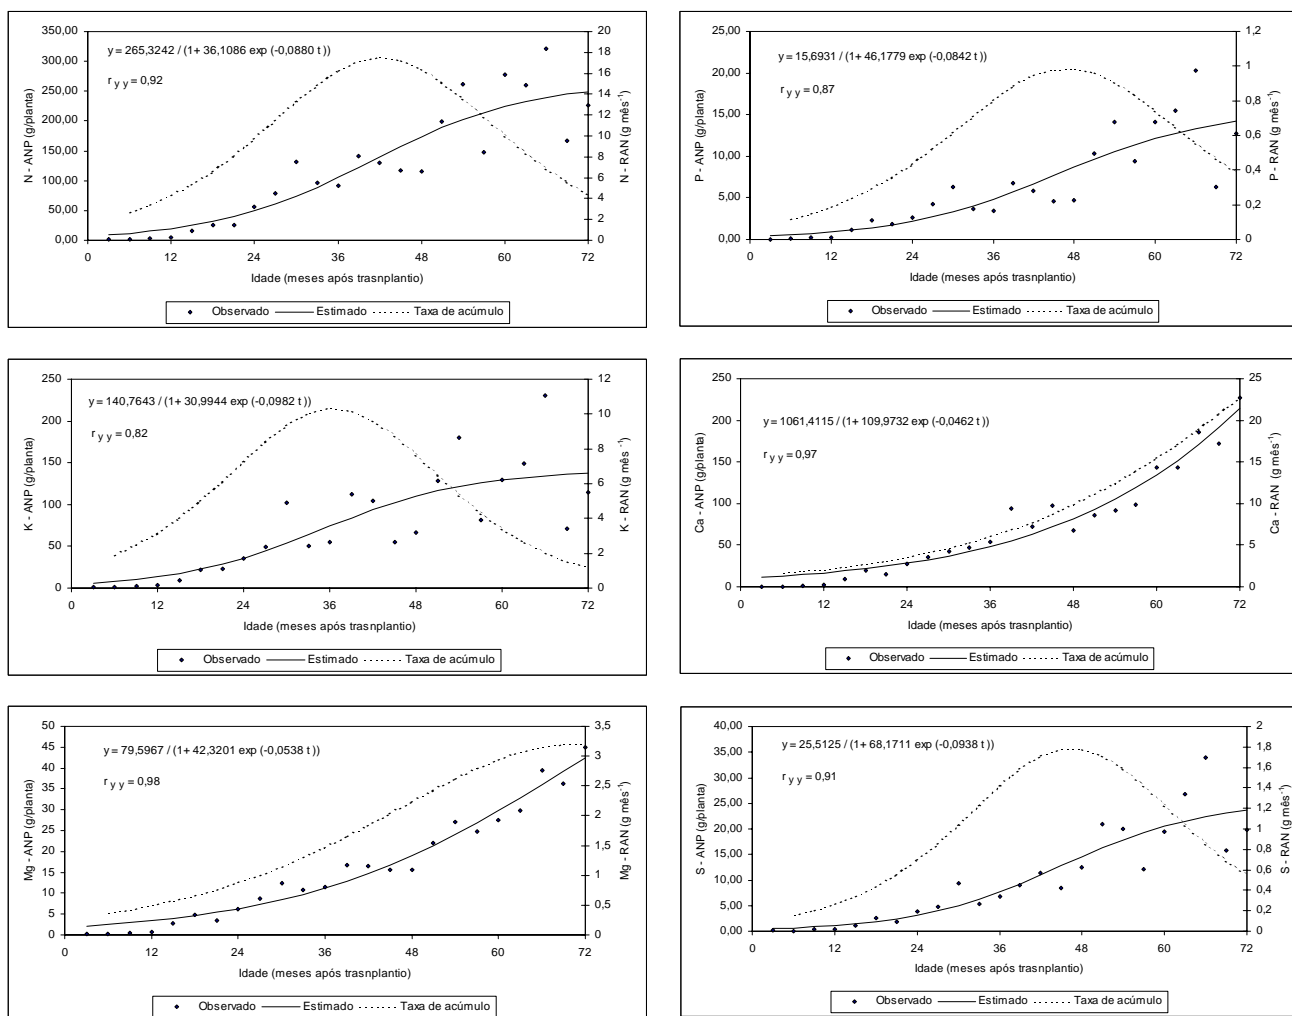 y = 265,3242 / (1+ 36,1086 exp (-0,0880 t ))
r y y = 0,92
N - ANP (g/planta)
350,00
300,00
250,00
200,00
150,00
100,00
50,00
0,00
N - RAN (g mês-1)
20
18
16
14
12
10
8
6
4
2
0
0 12 24 36 48 60 72
Idade (meses após trasnplantio)
Observado Estimado Taxa de acúmulo
y = 15,6931 / (1+ 46,1779 exp (-0,0842 t ))
r y y = 0,87
P - ANP (g/planta)
25,00
20,00
15,00
10,00
5,00
0,00
P - RAN (g mês-1)
1,2
1
0,8
0,6
0,4
0,2
0
0 12 24 36 48 60 72
Idade (meses após trasnplantio)
Observado Estimado Taxa de acúmulo
y = 140,7643 / (1+ 30,9944 exp (-0,0982 t ))
r y y = 0,82
K - ANP (g/planta)
250
200
150
100
50
0
K - RAN (g mês-1)
12
10
8
6
4
2
0
0 12 24 36 48 60 72
Idade (meses após trasnplantio)
Observado Estimado Taxa de acúmulo
y = 1061,4115 / (1+ 109,9732 exp (-0,0462 t ))
r y y = 0,97
Ca - ANP (g/planta)
250
200
150
100
50
0
Ca - RAN (g mês-1)
25
20
15
10
5
0
0 12 24 36 48 60 72
Idade (meses após trasnplantio)
Observado Estimado Taxa de acúmulo
y = 79,5967 / (1+ 42,3201 exp (-0,0538 t ))
r y y = 0,98
Mg - ANP (g/planta)
50
45
40
35
30
25
20
15
10
5
0
Mg - RAN (g mês-1)
3,5
3
2,5
2
1,5
1
0,5
0
0 12 24 36 48 60 72
Idade (meses após trasnplantio)
Observado Estimado Taxa de acúmulo
y = 25,5125 / (1+ 68,1711 exp (-0,0938 t ))
r y y = 0,91
S - ANP (g/planta)
40,00
35,00
30,00
25,00
20,00
15,00
10,00
5,00
0,00
S - RAN (g mês-1)
2
1,8
1,6
1,4
1,2
1
0,8
0,6
0,4
0,2
0
0 12 24 36 48 60 72
Idade (meses após trasnplantio)
Observado Estimado Taxa de acúmulo